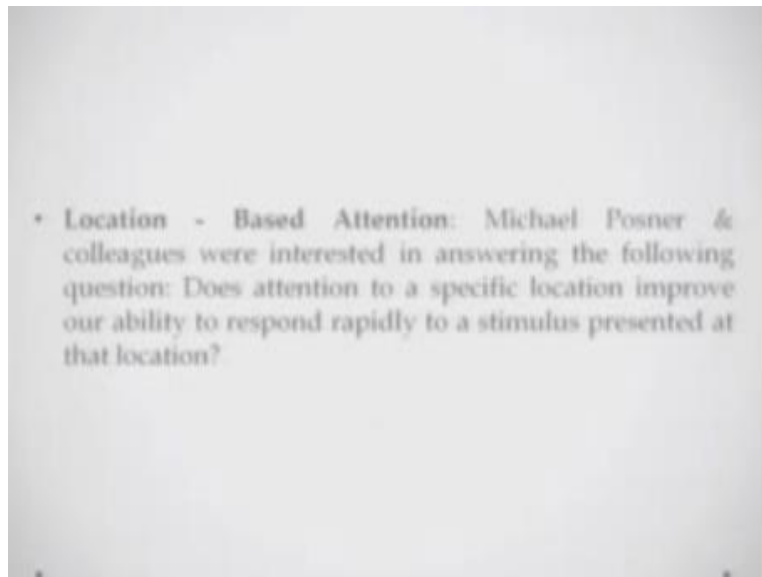 • Location - Based Attention: Michael Posner &
colleagues were interested in answering the following
question: Does attention to a specific location improve
our ability to respond rapidly to a stimulus presented at
that location?